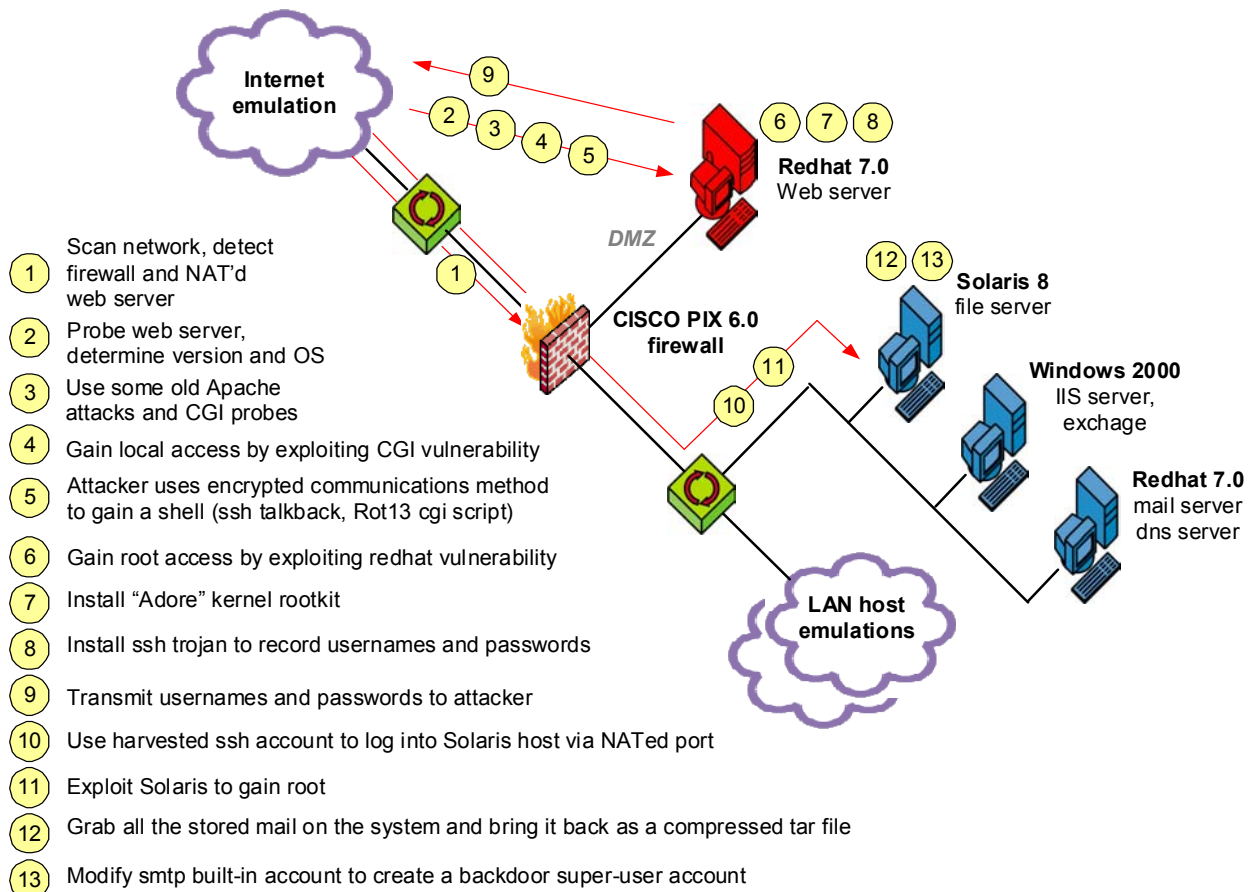 Internet
emulation
9
2
3
4
5
6
7
8
Redhat 7.0
Web server
DMZ
1
CISCO PIX 6.0
firewall
12
13
Solaris 8
file server
11
10
Windows 2000
IIS server,
exchage
Redhat 7.0
mail server
dns server
LAN host
emulations
1
Scan network, detect
firewall and NAT'd
web server
2
Probe web server,
determine version and OS
3
Use some old Apache
attacks and CGI probes
4
Gain local access by exploiting CGI vulnerability
5
Attacker uses encrypted communications method
to gain a shell (ssh talkback, Rot13 cgi script)
6
Gain root access by exploiting redhat vulnerability
7
Install “Adore” kernel rootkit
8
Install ssh trojan to record usernames and passwords
9
Transmit usernames and passwords to attacker
10
Use harvested ssh account to log into Solaris host via NATed port
11
Exploit Solaris to gain root
12
Grab all the stored mail on the system and bring it back as a compressed tar file
13
Modify smtp built-in account to create a backdoor super-user account